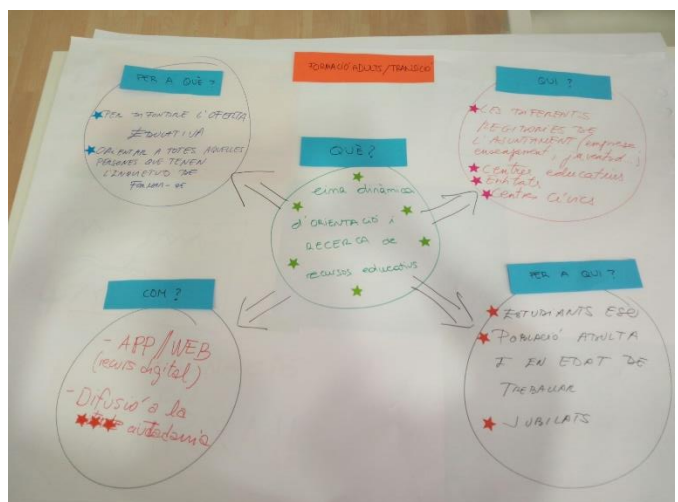 FORMACIÓ ADULTS/TRANSICIÓ
PER A QUÈ?
PER DIFONDRE L'OFERTA
EDUCATIVA
ORIENTAR A TOTES AQUELLES
PERSONES QUE TENEN
L'INQUIETUD DE
FORMAR-SE
QUI?
LES DIFERENTS
REGIDORIES DE
L'AJUNTAMENT (empresa
ensenyament, joventut...
Centres educatius
Entitats
Centres Cívics
QUÈ?
eina dinàmica
d'ORIENTACIÓ i
RECERCA de
recursos educatius
COM?
- APP/WEB
(recurs digital)
- Difusió a la
ciutadania
PER A QUI?
ESTUDIANTS ESO
POBLACIÓ ADULTA
I EN EDAT DE
TREBALLAR
JUBILATS